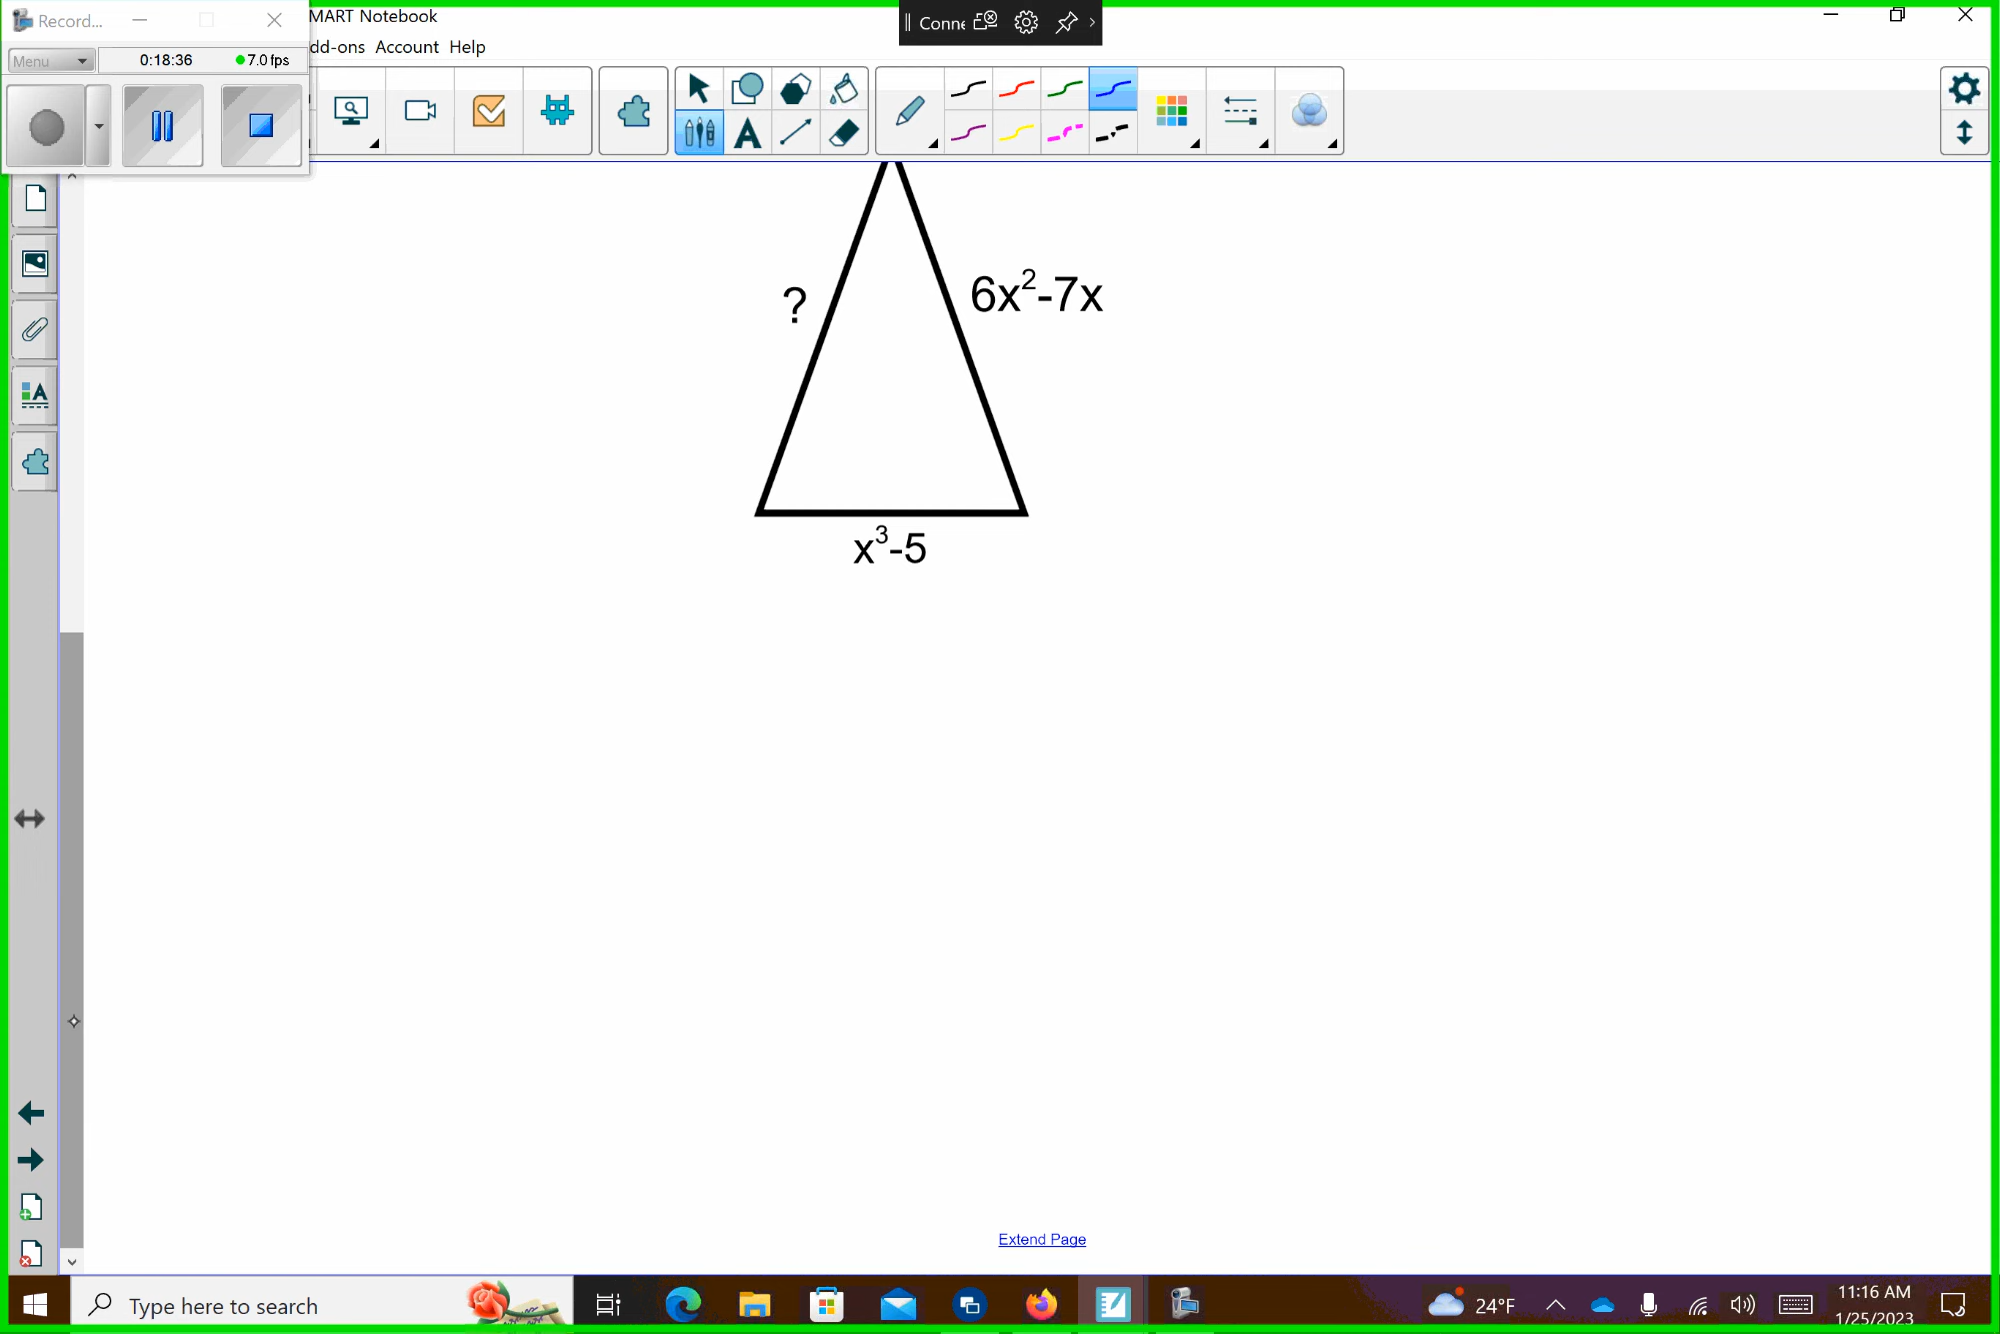 Record...
MART Notebook
Conne
dd-ons Account Help
Menu
0:18:36
7.0 fps
?
6x²-7x
x³-5
Extend Page
Type here to search
24°F
11:16 AM
1/25/2023